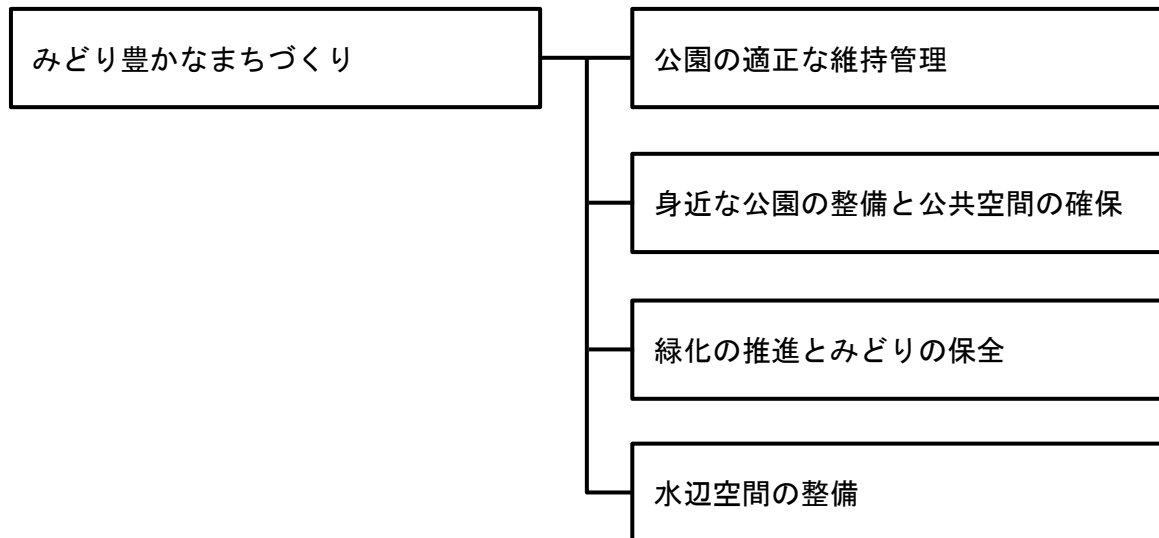 みどり豊かなまちづくり
公園の適正な維持管理
身近な公園の整備と公共空間の確保
緑化の推進とみどりの保全
水辺空間の整備